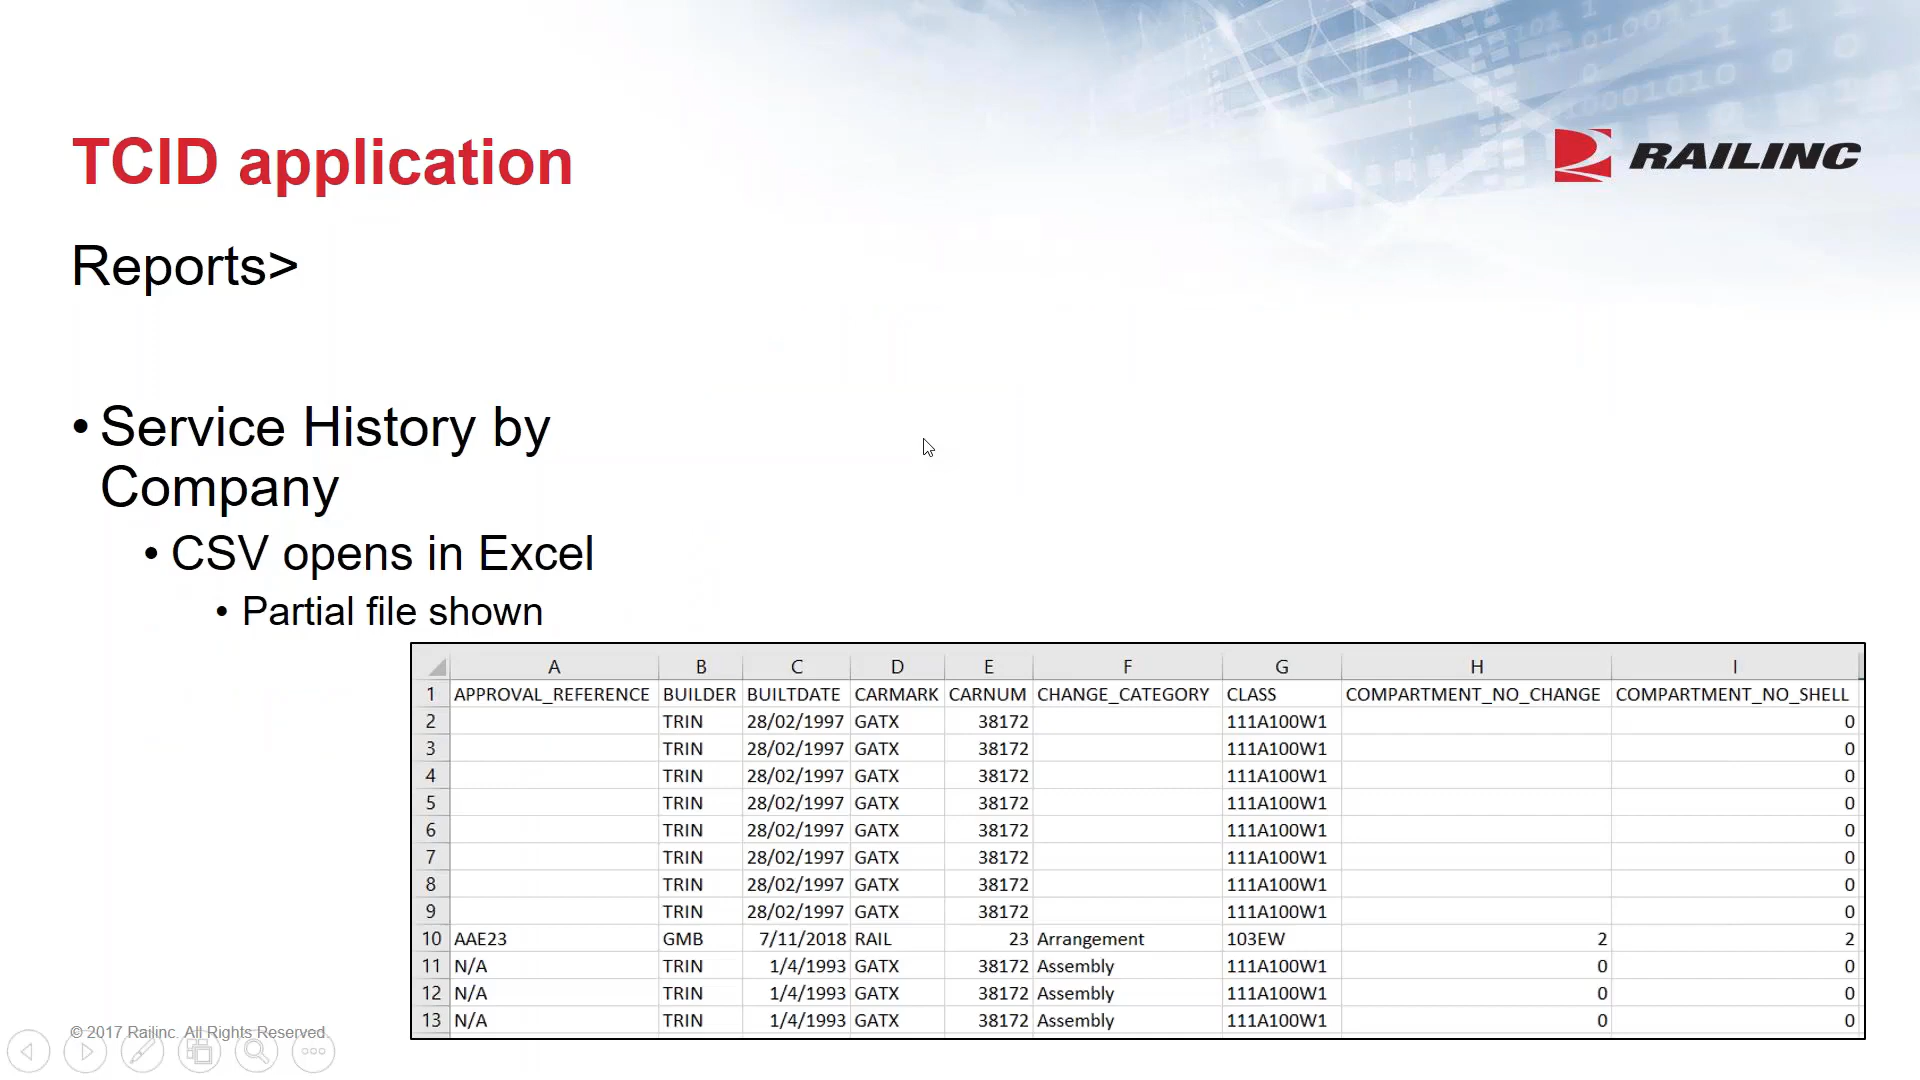 TCID application
RAILINC
Reports>
• Service History by
Company
• CSV opens in Excel
• Partial file shown
A B C D E F G H I
1 APPROVAL_REFERENCE BUILDER BUILTDATE CARMARK CARNUM CHANGE_CATEGORY CLASS COMPARTMENT_NO_CHANGE COMPARTMENT_NO_SHELL
2 TRIN 28/02/1997 GATX 38172 111A100W1 0
3 TRIN 28/02/1997 GATX 38172 111A100W1 0
4 TRIN 28/02/1997 GATX 38172 111A100W1 0
5 TRIN 28/02/1997 GATX 38172 111A100W1 0
6 TRIN 28/02/1997 GATX 38172 111A100W1 0
7 TRIN 28/02/1997 GATX 38172 111A100W1 0
8 TRIN 28/02/1997 GATX 38172 111A100W1 0
9 TRIN 28/02/1997 GATX 38172 111A100W1 0
10 AAE23 GMB 7/11/2018 RAIL 23 Arrangement 103EW 2 2
11 N/A TRIN 1/4/1993 GATX 38172 Assembly 111A100W1 0 0
12 N/A TRIN 1/4/1993 GATX 38172 Assembly 111A100W1 0 0
13 N/A TRIN 1/4/1993 GATX 38172 Assembly 111A100W1 0 0
© 2017 Railinc. All Rights Reserved.